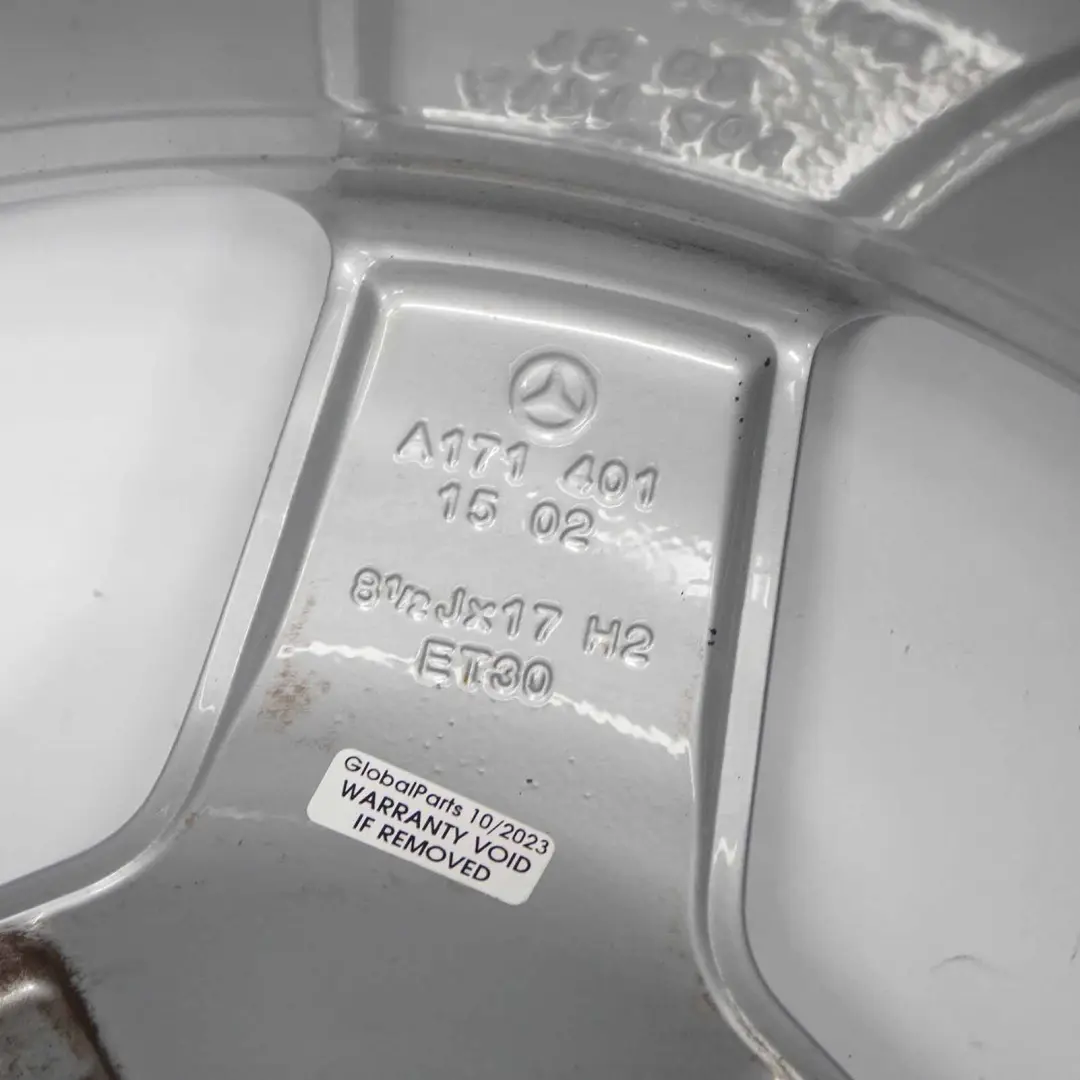 A171 401
15 02
8½Jx17 H2
ET30
GlobalParts 10/2023
WARRANTY VOID
IF REMOVED